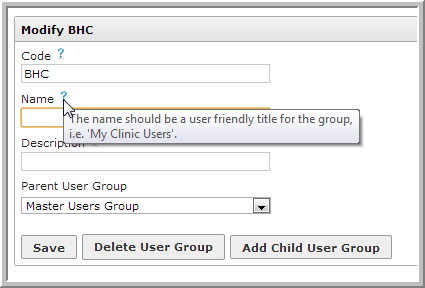 Modify BHC
Code ?
BHC
Name ?
The name should be a user friendly title for the group,
i.e. 'My Clinic Users'.
Description
Parent User Group
Master Users Group
Save Delete User Group Add Child User Group